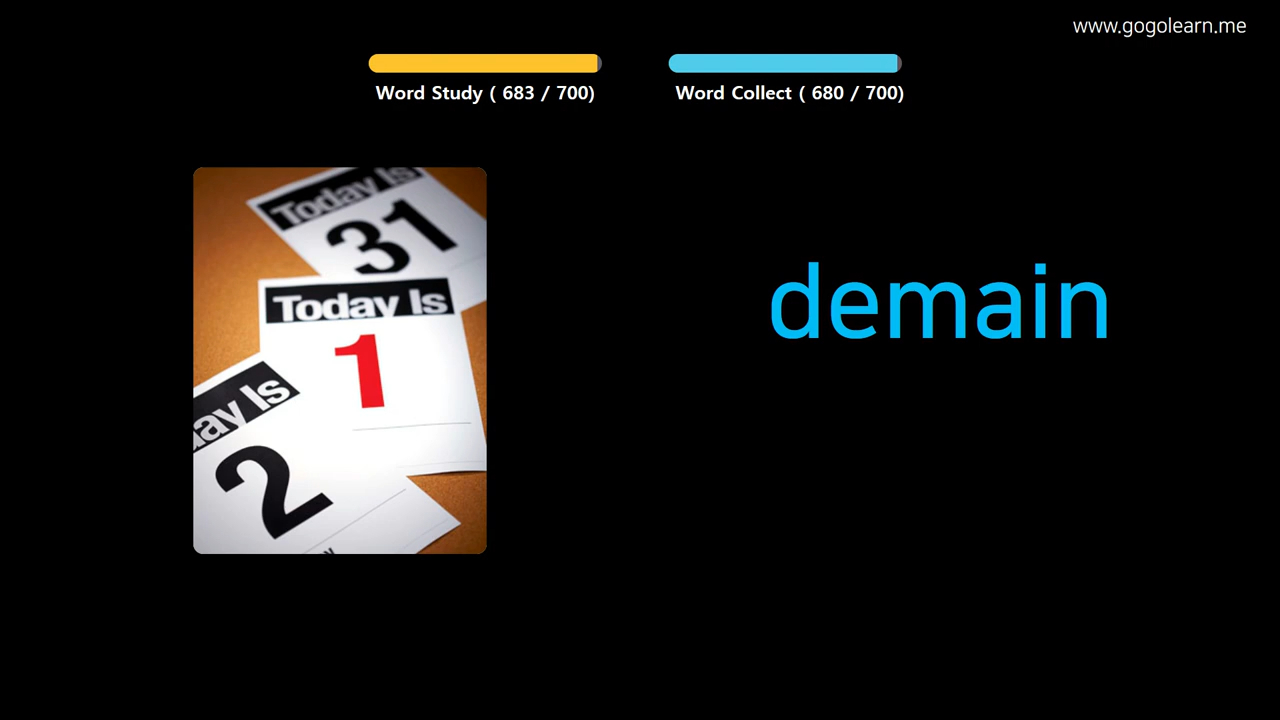 www.gogolearn.me
Word Study ( 683 / 700)
Word Collect ( 680 / 700)
Today Is
31
Today Is
1
ay Is
2
demain